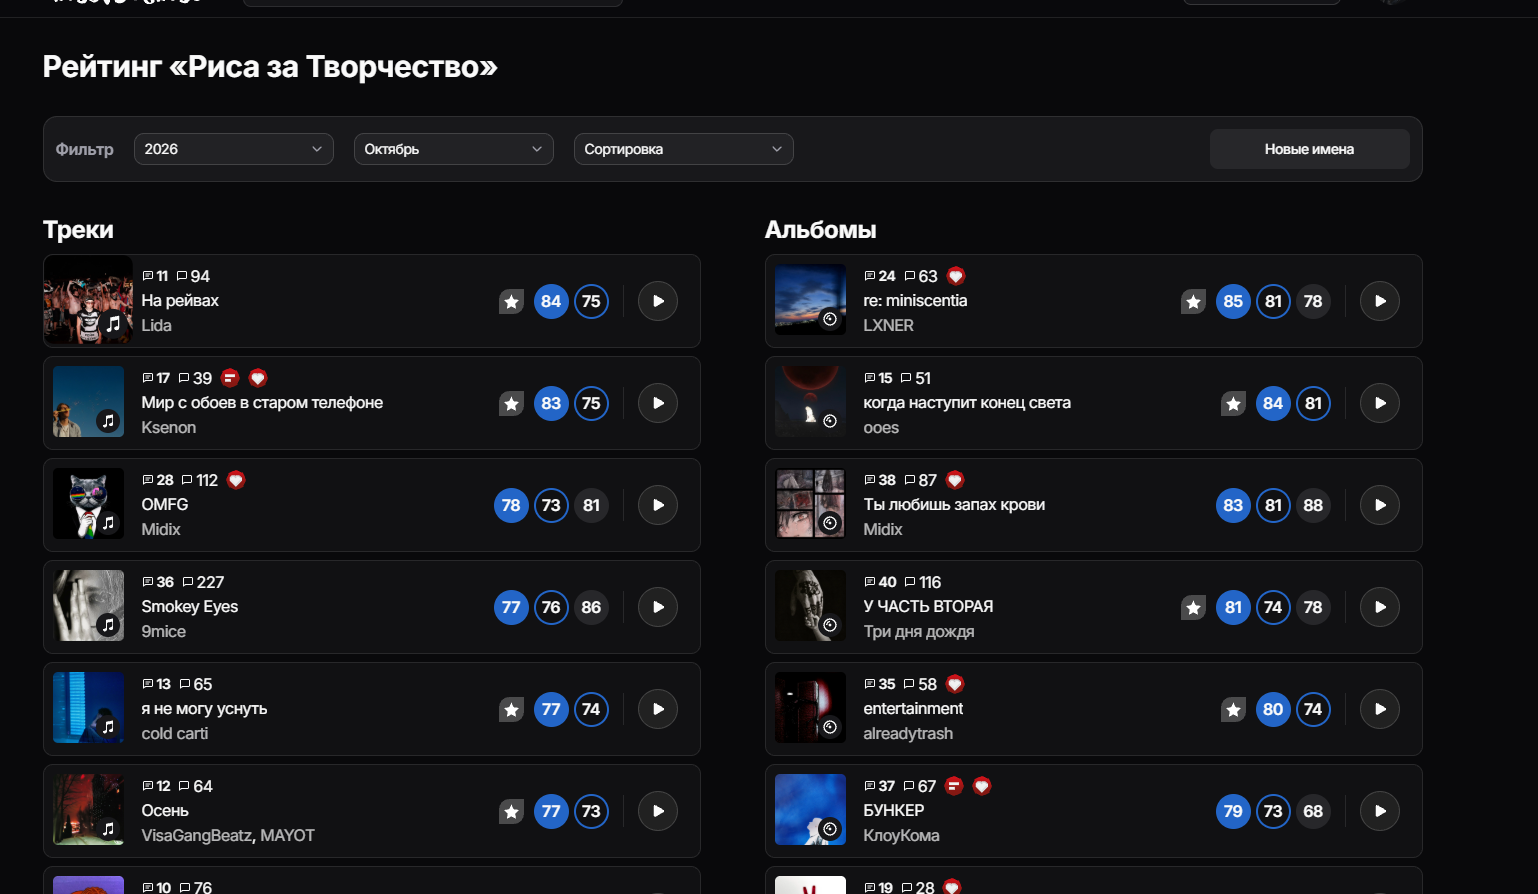 Рейтинг «Риса за Творчество»
Фильтр
2026
Октябрь
Сортировка
Новые имена
Треки
11 94
На рейвах
Lida
84 75
17 39
Мир с обоев в старом телефоне
Ksenon
83 75
28 112
OMFG
Midix
78 73 81
36 227
Smokey Eyes
9mice
77 76 86
13 65
я не могу уснуть
cold carti
77 74
12 64
Осень
VisaGangBeatz, MAYOT
77 73
10 76
Альбомы
24 63
re: miniscentia
LXNER
85 81 78
15 51
когда наступит конец света
ooes
84 81
38 87
Ты любишь запах крови
Midix
83 81 88
40 116
У ЧАСТЬ ВТОРАЯ
Три дня дождя
81 74 78
35 58
entertainment
alreadytrash
80 74
37 67
БУНКЕР
КлоуКома
79 73 68
19 28